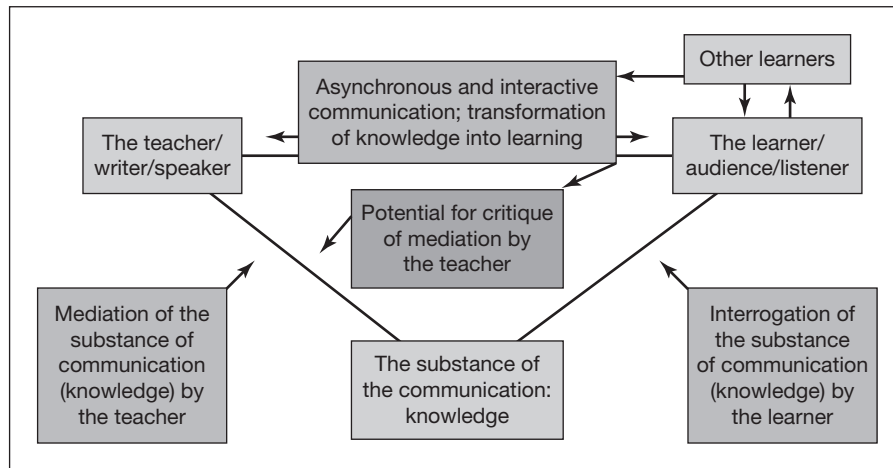 Other learners
Asynchronous and interactive
communication; transformation
of knowledge into learning
The teacher/
writer/speaker
The learner/
audience/listener
Potential for critique
of mediation by
the teacher
Mediation of the
substance of
communication
(knowledge) by
the teacher
The substance of
the communication:
knowledge
Interrogation of
the substance
of communication
(knowledge) by
the learner